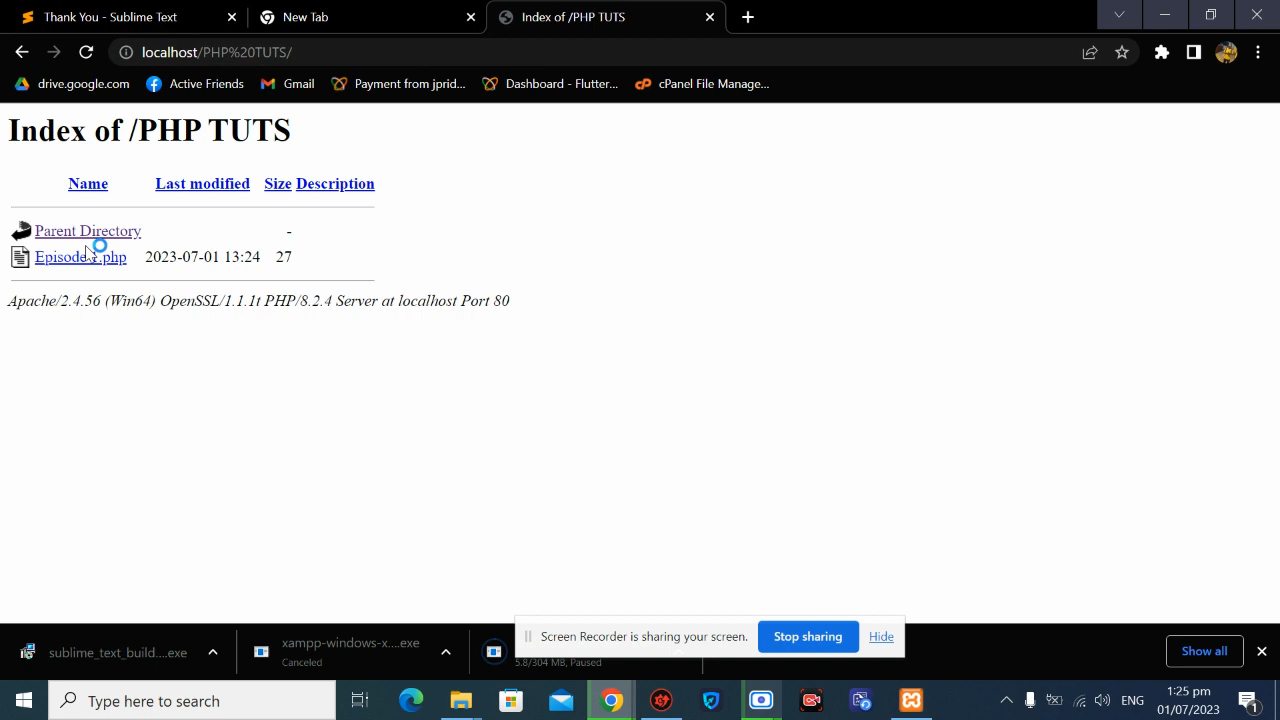 Thank You - Sublime Text
New Tab
Index of /PHP TUTS
localhost/PHP%20TUTS/
drive.google.com
Active Friends
Gmail
Payment from jprid...
Dashboard - Flutter...
cPanel File Manage...
Index of /PHP TUTS
Name Last modified Size Description
Parent Directory -
.php 2023-07-01 13:24 27
Apache/2.4.56 (Win64) OpenSSL/1.1.1t PHP/8.2.4 Server at localhost Port 80
sublime_text_build....exe
xampp-windows-x....exe
Canceled
5.8/304 MB, Paused
Screen Recorder is sharing your screen.
Stop sharing
Hide
Show all
Type here to search
ENG
1:25 pm
01/07/2023
1